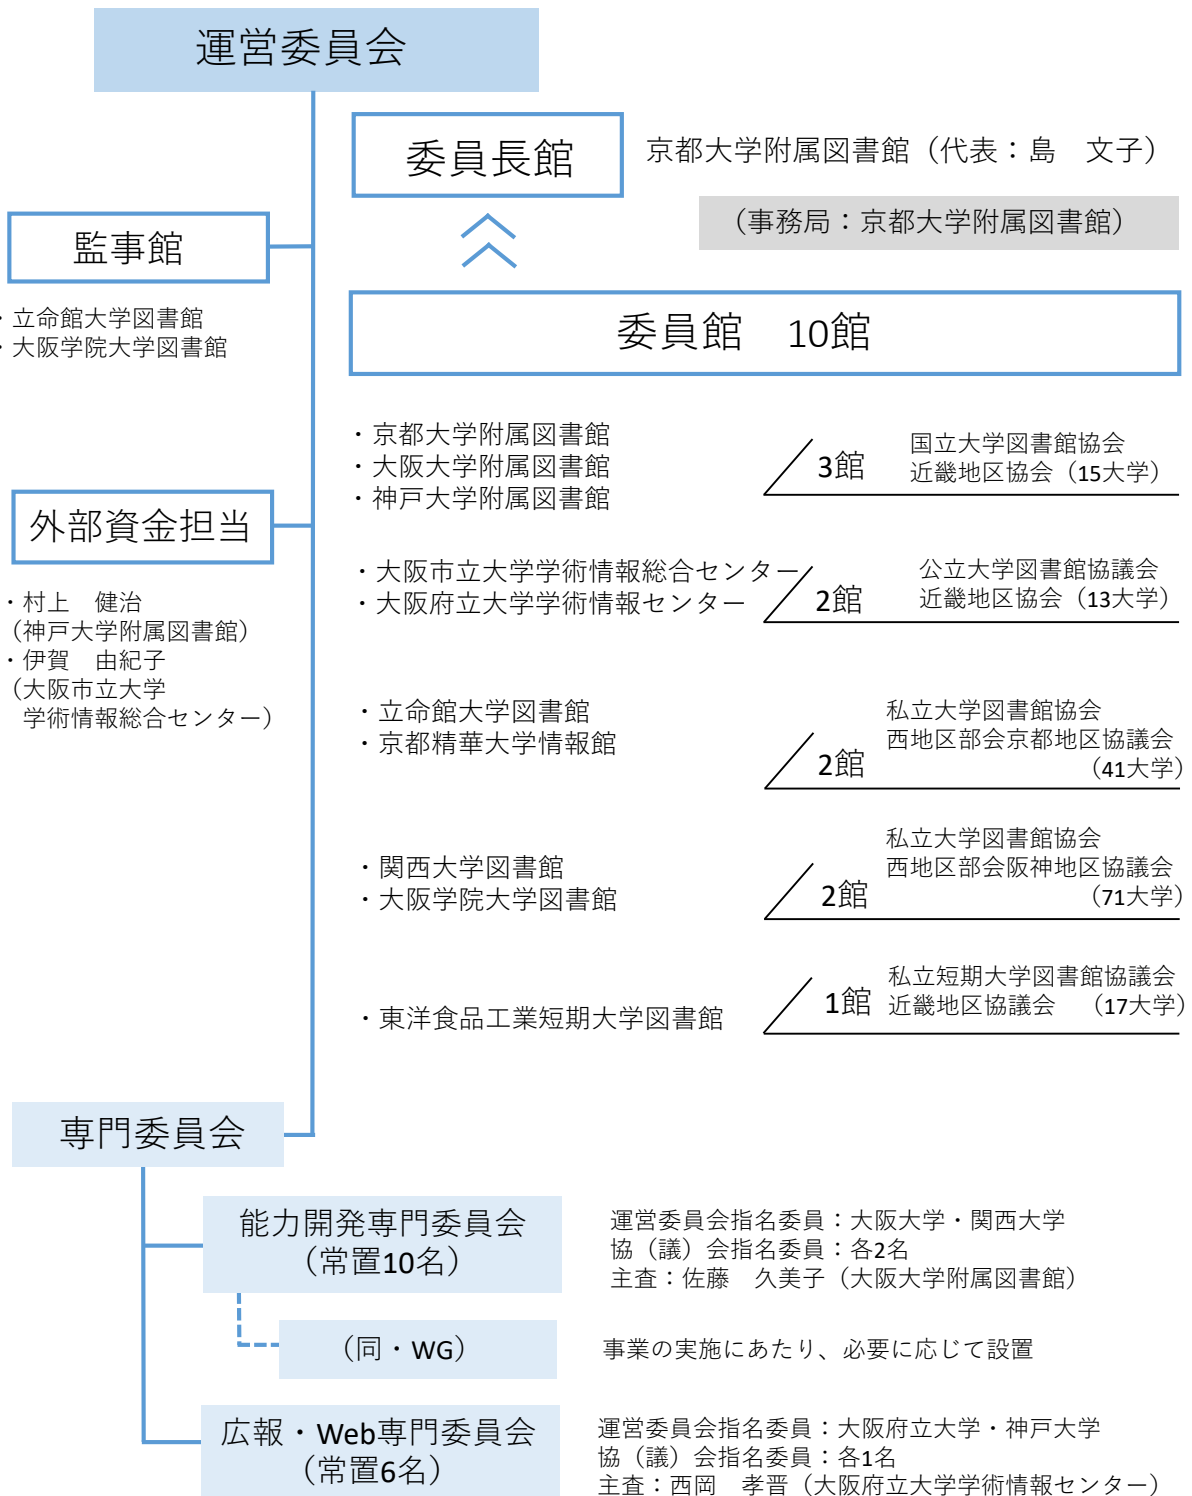 運営委員会
委員長館
京都大学附属図書館（代表：島　文子）
（事務局：京都大学附属図書館）
監事館
・立命館大学図書館
・大阪学院大学図書館
委員館　10館
・京都大学附属図書館
・大阪大学附属図書館
・神戸大学附属図書館
3館
国立大学図書館協会
近畿地区協会（15大学）
外部資金担当
・村上　健治
（神戸大学附属図書館）
・伊賀　由紀子
（大阪市立大学
学術情報総合センター）
・大阪市立大学学術情報総合センター
・大阪府立大学学術情報センター
2館
公立大学図書館協議会
近畿地区協会（13大学）
・立命館大学図書館
・京都精華大学情報館
2館
私立大学図書館協会
西地区部会京都地区協議会
（41大学）
・関西大学図書館
・大阪学院大学図書館
2館
私立大学図書館協会
西地区部会阪神地区協議会
（71大学）
・東洋食品工業短期大学図書館
1館
私立短期大学図書館協議会
近畿地区協議会　（17大学）
専門委員会
能力開発専門委員会
（常置10名）
運営委員会指名委員：大阪大学・関西大学
協（議）会指名委員：各2名
主査：佐藤　久美子（大阪大学附属図書館）
（同・WG）
事業の実施にあたり、必要に応じて設置
広報・Web専門委員会
（常置6名）
運営委員会指名委員：大阪府立大学・神戸大学
協（議）会指名委員：各1名
主査：西岡　孝晋（大阪府立大学学術情報センター）